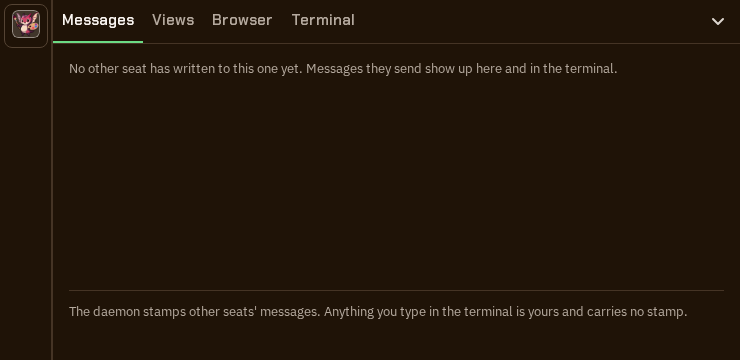 Messages Views Browser Terminal
No other seat has written to this one yet. Messages they send show up here and in the terminal.
The daemon stamps other seats' messages. Anything you type in the terminal is yours and carries no stamp.